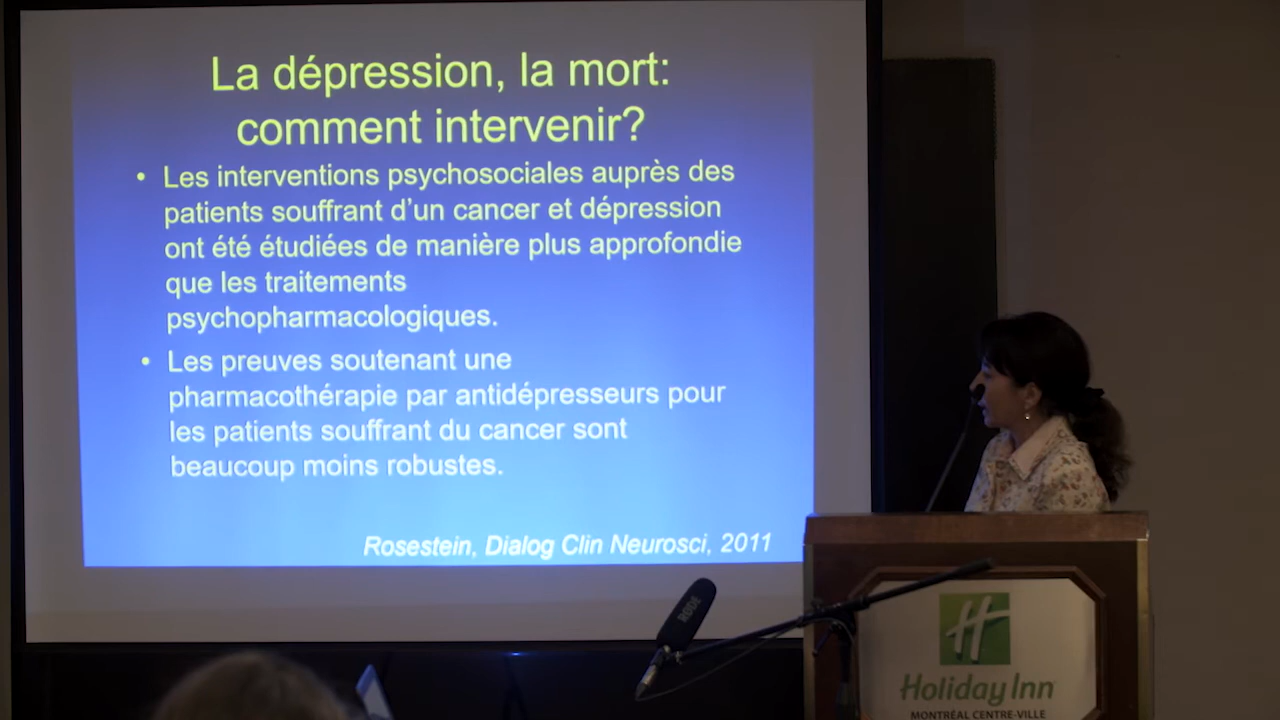 La dépression, la mort:
comment intervenir?
• Les interventions psychosociales auprès des
patients souffrant d'un cancer et dépression
ont été étudiées de manière plus approfondie
que les traitements
psychopharmacologiques.
• Les preuves soutenant une
pharmacothérapie par antidépresseurs pour
les patients souffrant du cancer sont
beaucoup moins robustes.
Rosestein, Dialog Clin Neurosci, 2011
RODE
H
Holiday Inn
MONTRÉAL CENTRE-VILLE